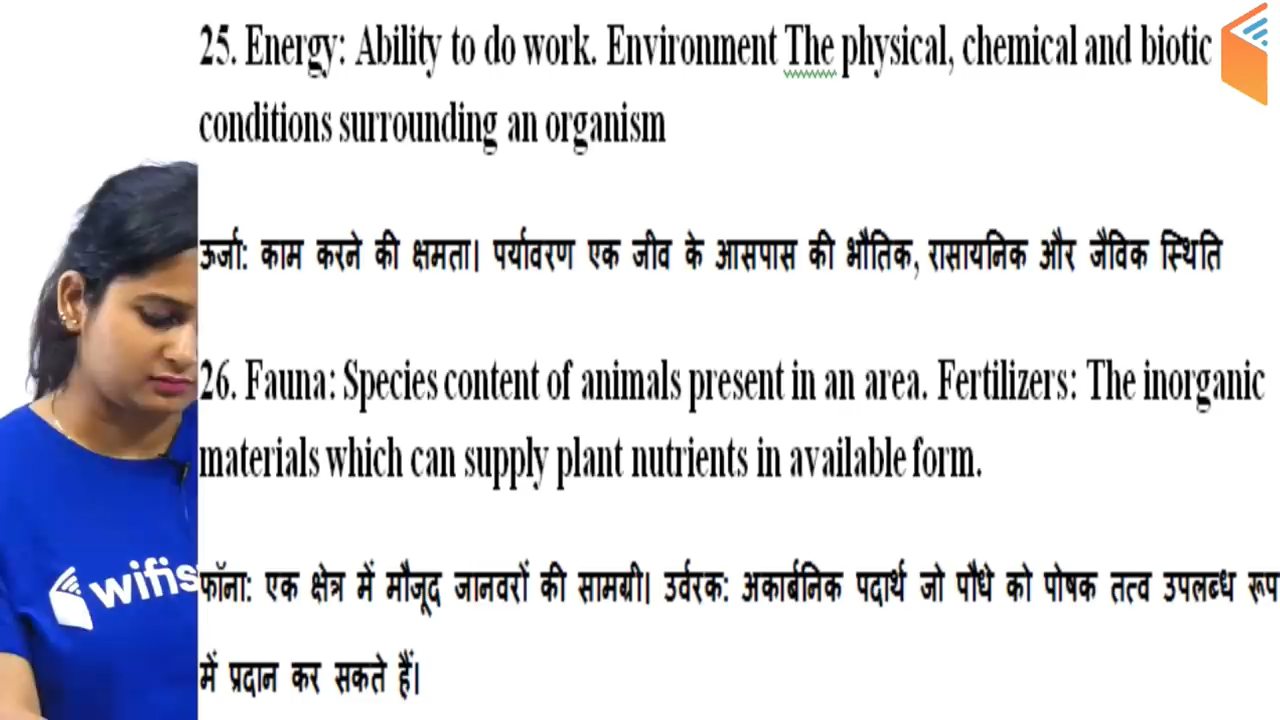 25. Energy: Ability to do work. Environment The physical, chemical and biotic
conditions surrounding an organism
ऊर्जा: काम करने की क्षमता। पर्यावरण एक जीव के आसपास की भौतिक, रासायनिक और जैविक स्थिति
26. Fauna: Species content of animals present in an area. Fertilizers: The inorganic
materials which can supply plant nutrients in available form.
wifis
फॉना: एक क्षेत्र में मौजूद जानवरों की सामग्री। उर्वरक: अकार्बनिक पदार्थ जो पौधे को पोषक तत्व उपलब्ध रूप
में प्रदान कर सकते हैं।